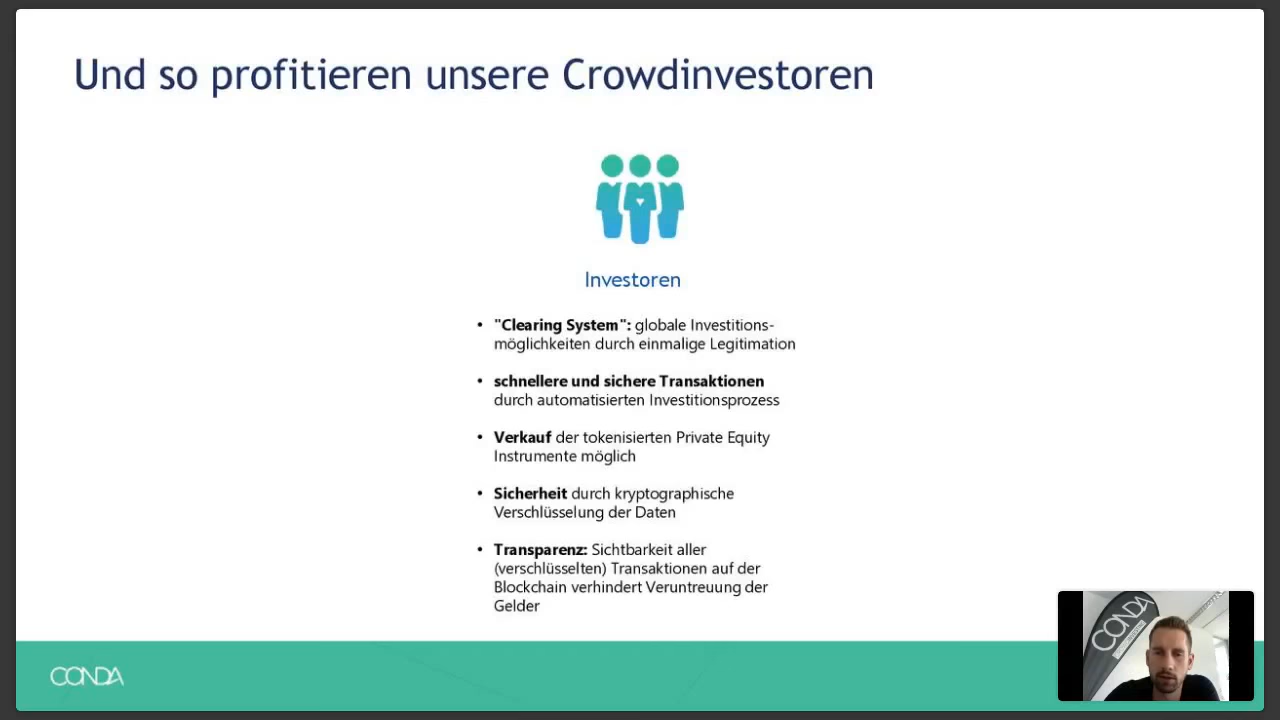 Und so profitieren unsere Crowdinvestoren
Investoren
• "Clearing System": globale Investitions-
möglichkeiten durch einmalige Legitimation
• schnellere und sichere Transaktionen
durch automatisierten Investitionsprozess
• Verkauf der tokenisierten Private Equity
Instrumente möglich
• Sicherheit durch kryptographische
Verschlüsselung der Daten
• Transparenz: Sichtbarkeit aller
(verschlüsselten) Transaktionen auf der
Blockchain verhindert Veruntreuung der
Gelder
CONDA
CONDA